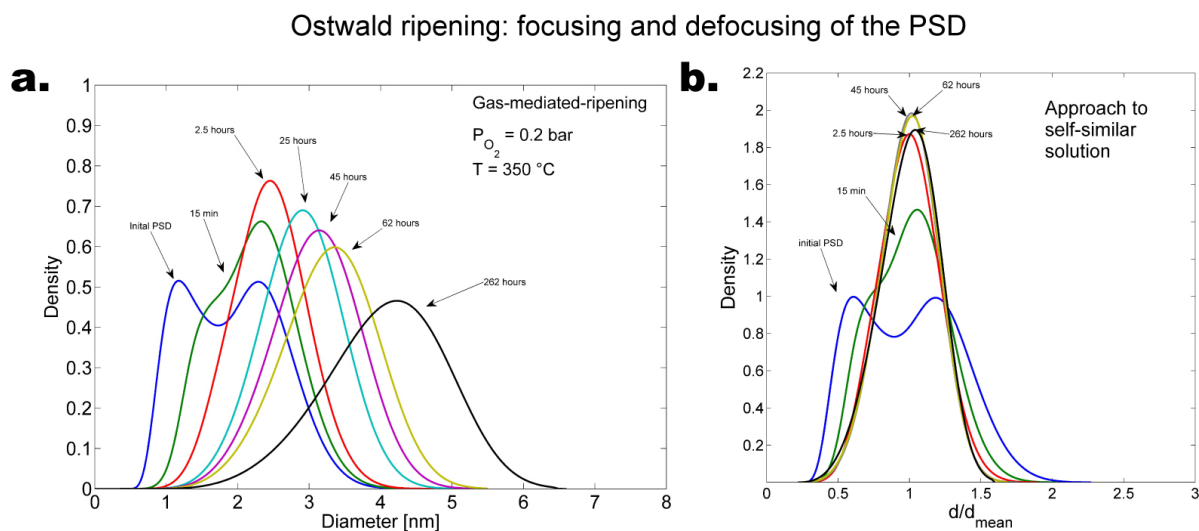 Ostwald ripening: focusing and defocusing of the PSD
a.
1
0.9
0.8
0.7
0.6
0.5
0.4
0.3
0.2
0.1
0
Density
0 1 2 3 4 5 6 7 8
Diameter [nm]
Inital PSD
15 min
2.5 hours
25 hours
45 hours
62 hours
262 hours
Gas-mediated-ripening
P_O2 = 0.2 bar
T = 350 °C
b.
2.2
2
1.8
1.6
1.4
1.2
1
0.8
0.6
0.4
0.2
Density
0 0.5 1 1.5 2 2.5 3
d/d_mean
45 hours
62 hours
2.5 hours
262 hours
15 min
initial PSD
Approach to
self-similar
solution